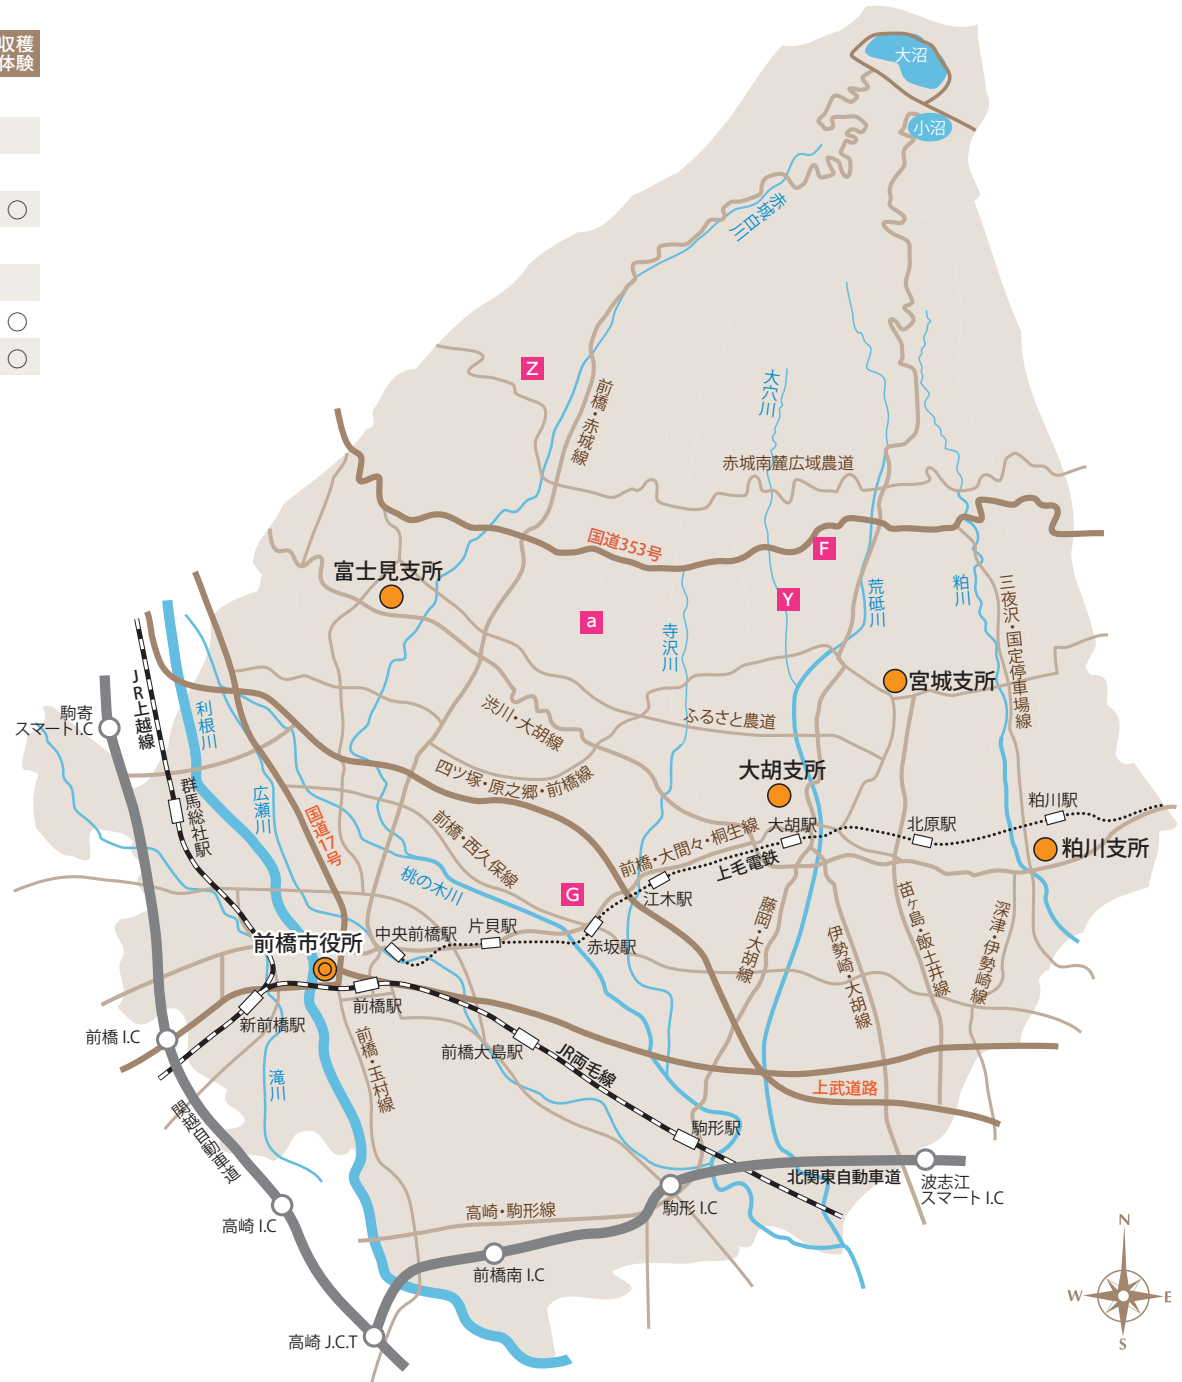 収穫
体験
○
○
○
大沼
小沼
赤城白川
Z
前橋・赤城線
大穴川
赤城南麓広域農道
国道353号
F
富士見支所
a
Y
寺沢川
荒砥川
粕川
三夜沢・国定停車場線
宮城支所
JR上越線
駒寄
スマートI.C
利根川
渋川・大胡線
ふるさと農道
四ツ塚・原之郷・前橋線
大胡支所
群馬総社駅
広瀬川
国道17号
前橋・西久保線
前橋・大間々・桐生線
大胡駅
北原駅
粕川駅
粕川支所
上毛電鉄
桃の木川
G
江木駅
藤岡・大胡線
苗ヶ島・飯土井線
深津・伊勢崎線
伊勢崎・大胡線
前橋市役所
中央前橋駅
片貝駅
赤坂駅
前橋駅
新前橋駅
前橋 I.C
前橋・玉村線
前橋大島駅
JR両毛線
滝川
上武道路
関越自動車道
駒形駅
北関東自動車道
波志江
スマート I.C
駒形 I.C
高崎・駒形線
高崎 I.C
前橋南 I.C
高崎 J.C.T
N
W
E
S